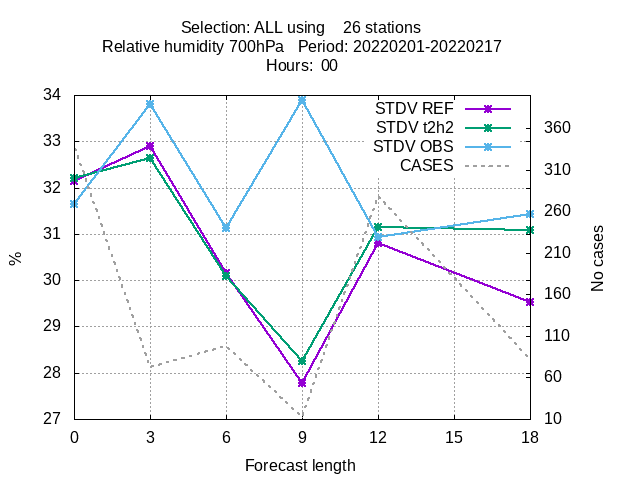 Selection: ALL using    26 stations
Relative humidity 700hPa   Period: 20220201-20220217
Hours:  00
STDV REF
STDV t2h2
STDV OBS
CASES
34
33
32
31
30
29
28
27
%
360
310
260
210
160
110
60
10
No cases
0 3 6 9 12 15 18
Forecast length